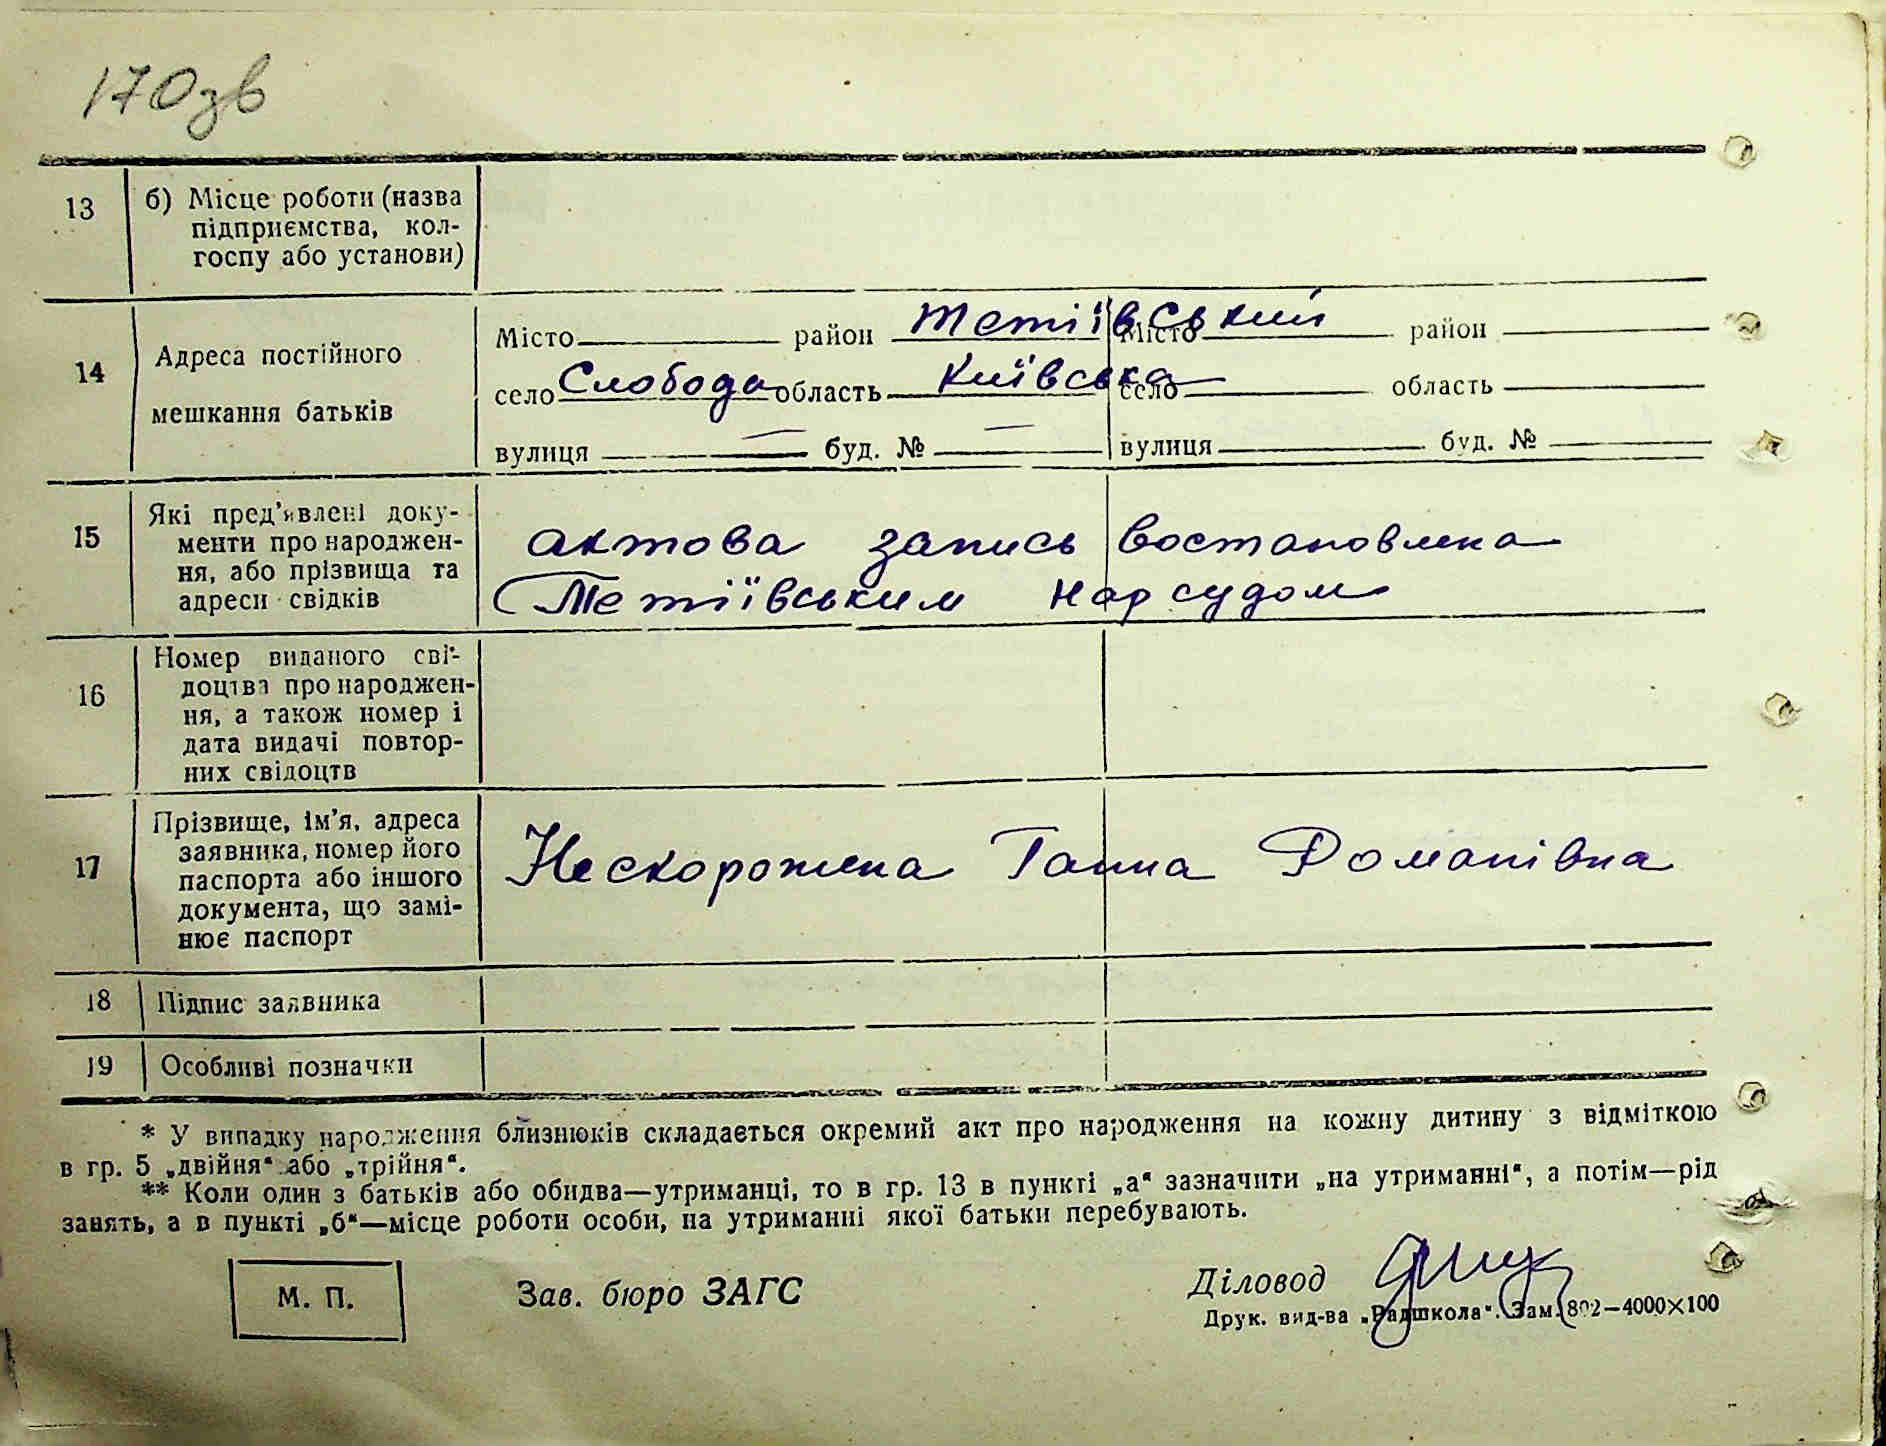 170зв
13 б) Місце роботи (назва
підприємства, кол-
госпу або установи)
14 Адреса постійного
мешкання батьків
Місто район Тетіївський Місто район
село Слобода область Київська село область
вулиця — буд. № — вулиця буд. №
15 Які пред'явлені доку-
менти про народжен-
ня, або прізвища та
адреси свідків
актова запись востановлена
Тетіївським нарсудом
16 Номер виданого сві-
доцтва про народжен-
ня, а також номер і
дата видачі повтор-
них свідоцтв
17 Прізвище, ім'я, адреса
заявника, номер його
паспорта або іншого
документа, що замі-
нює паспорт
Нескорожена Ганна Романівна
18 Підпис заявника
19 Особливі позначки
* У випадку народження близнюків складається окремий акт про народження на кожну дитину з відміткою
в гр. 5 „двійня“ або „трійня“.
** Коли один з батьків або обидва—утриманці, то в гр. 13 в пункті „а“ зазначити „на утриманні“, а потім—рід
занять, а в пункті „б“—місце роботи особи, на утриманні якої батьки перебувають.
М. П. Зав. бюро ЗАГС Діловод
Друк. вид-ва „Радшкола“. Зам. 802—4000×100